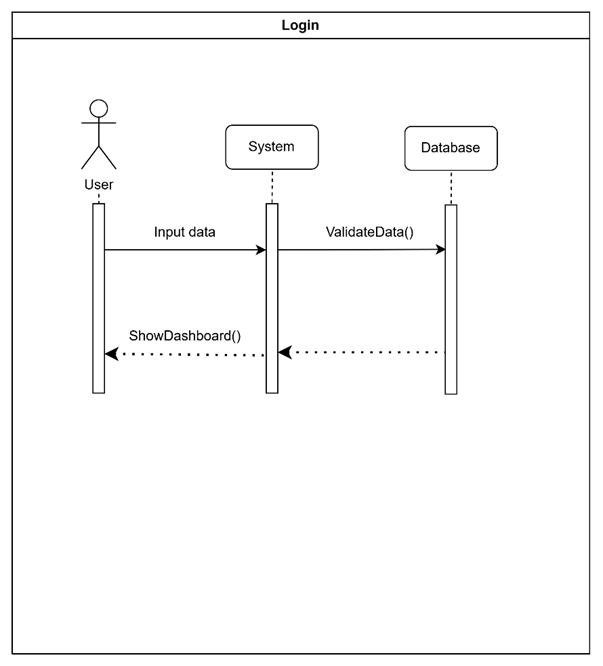 Login
System
Database
User
Input data
ValidateData()
ShowDashboard()